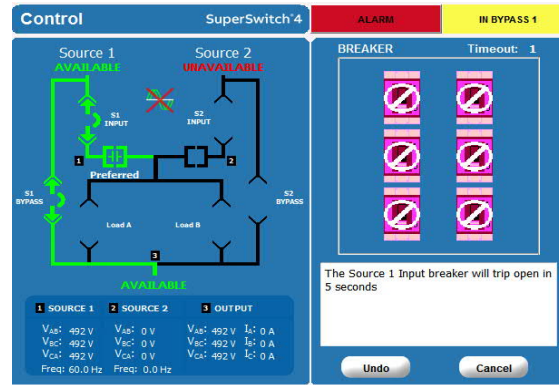 Control
SuperSwitch®4
ALARM
IN BYPASS 1
Source 1
AVAILABLE
Source 2
UNAVAILABLE
S1
INPUT
S2
INPUT
1
2
Preferred
S1
BYPASS
S2
BYPASS
Load A
Load B
3
AVAILABLE
1 SOURCE 1
2 SOURCE 2
3 OUTPUT
VAB: 492 V
VAB: 0 V
VAB: 492 V IA: 0 A
VBC: 492 V
VBC: 0 V
VBC: 492 V IB: 0 A
VCA: 492 V
VCA: 0 V
VCA: 492 V IC: 0 A
Freq: 60.0 Hz
Freq: 0.0 Hz
BREAKER
Timeout: 1
The Source 1 Input breaker will trip open in
5 seconds
Undo
Cancel